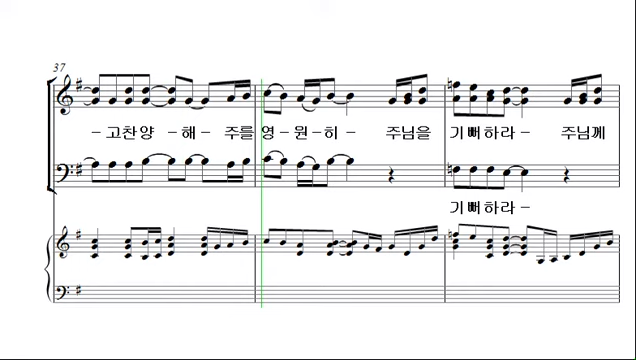 37
- 고찬양 - 해 - 주를 영 - 원 - 히 - 주님을 기뻐하라 - 주님께
기뻐하라 -